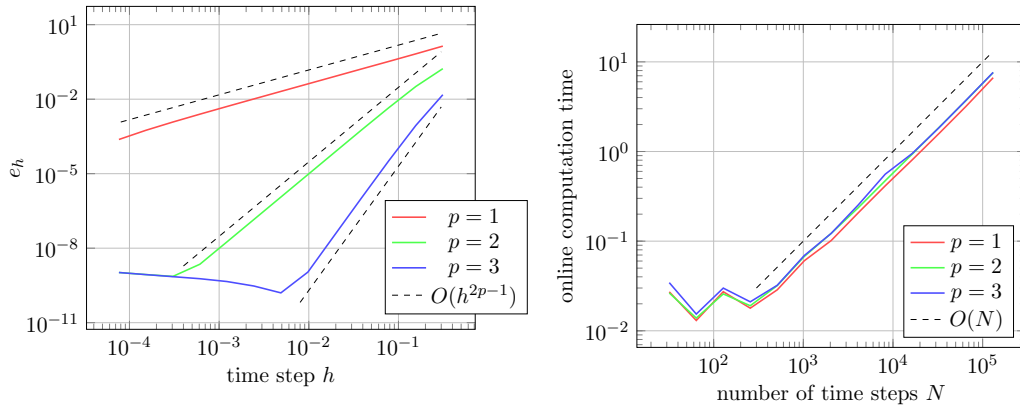 10^1
10^{-2}
10^{-5}
10^{-8}
10^{-11}
e_h
10^{-4}
10^{-3}
10^{-2}
10^{-1}
time step h
p = 1
p = 2
p = 3
O(h^{2p−1})
10^1
10^0
10^{-1}
10^{-2}
online computation time
10^2
10^3
10^4
10^5
number of time steps N
p = 1
p = 2
p = 3
O(N)